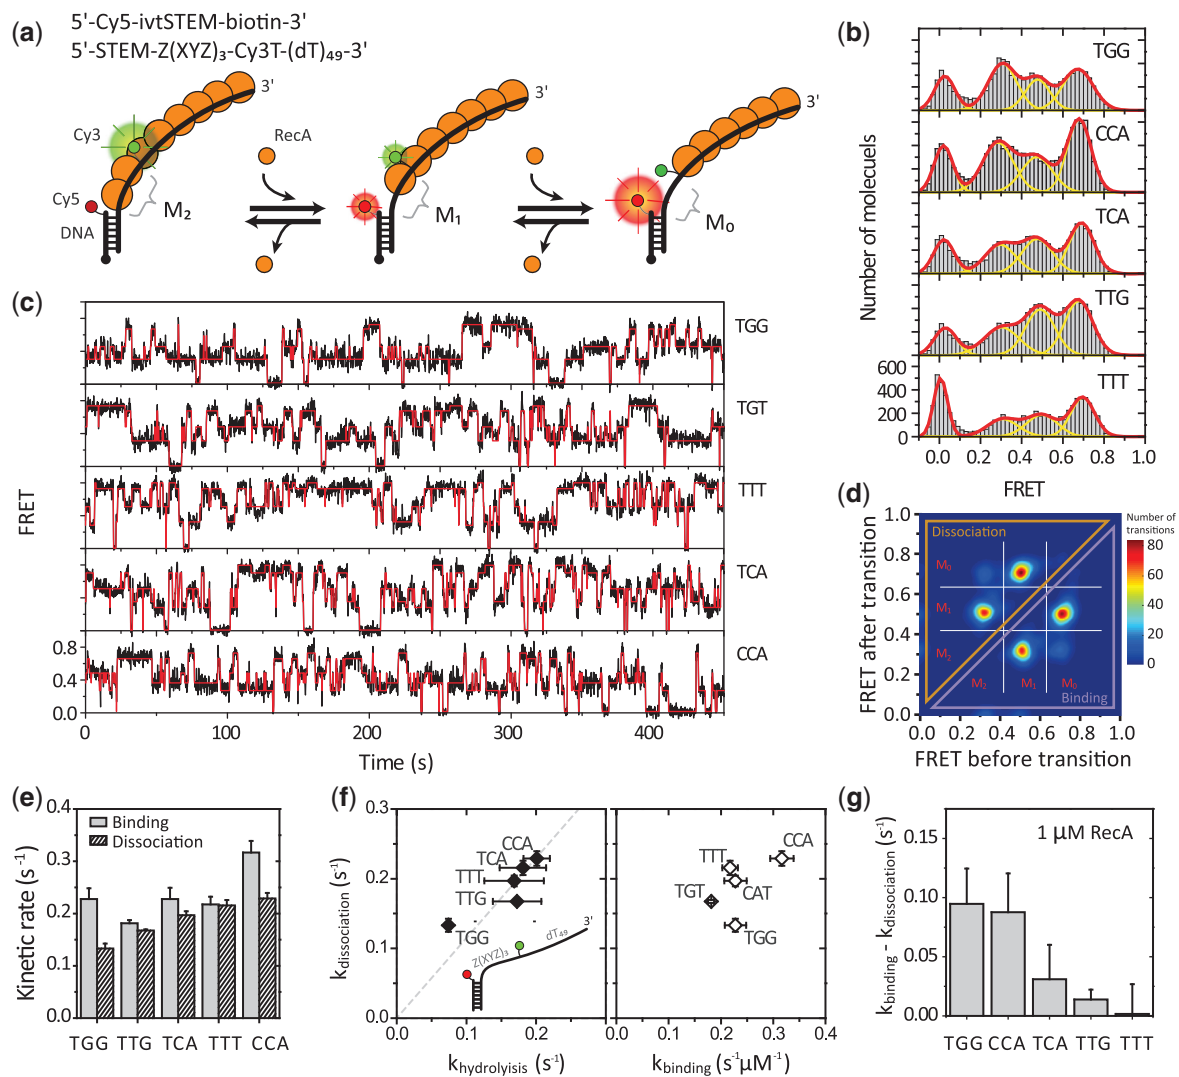 (a)
5'-Cy5-ivtSTEM-biotin-3'
5'-STEM-Z(XYZ)₃-Cy3T-(dT)₄₉-3'
3'
Cy3
RecA
Cy5
M₂
DNA
3'
M₁
3'
M₀
(b)
Number of molecuels
TGG
CCA
TCA
TTG
TTT
600
400
200
0
0.0 0.2 0.4 0.6 0.8 1.0
FRET
(c)
FRET
TGG
TGT
TTT
TCA
CCA
0.8
0.4
0.0
0 100 200 300 400
Time (s)
(d)
FRET after transition
1.0
0.8
0.6
0.4
0.2
0.0
Dissociation
M₀
M₁
M₂
M₂ M₁ M₀
Binding
0.0 0.2 0.4 0.6 0.8 1.0
FRET before transition
Number of
transitions
80
60
40
20
0
(e)
Kinetic rate (s⁻¹)
0.4
0.3
0.2
0.1
0.0
Binding
Dissociation
TGG TTG TCA TTT CCA
(f)
k dissociation (s⁻¹)
0.3
0.2
0.1
0.0
CCA
TCA
TTT
TTG
TGG
Z(XYZ)₃
dT₄₉
3'
0.0 0.1 0.2
k hydrolyisis (s⁻¹)
CCA
TTT
CAT
TGT
TGG
0.1 0.2 0.3 0.4
k binding (s⁻¹μM⁻¹)
(g)
k binding - k dissociation (s⁻¹)
0.15
0.10
0.05
0.00
1 μM RecA
TGG CCA TCA TTG TTT